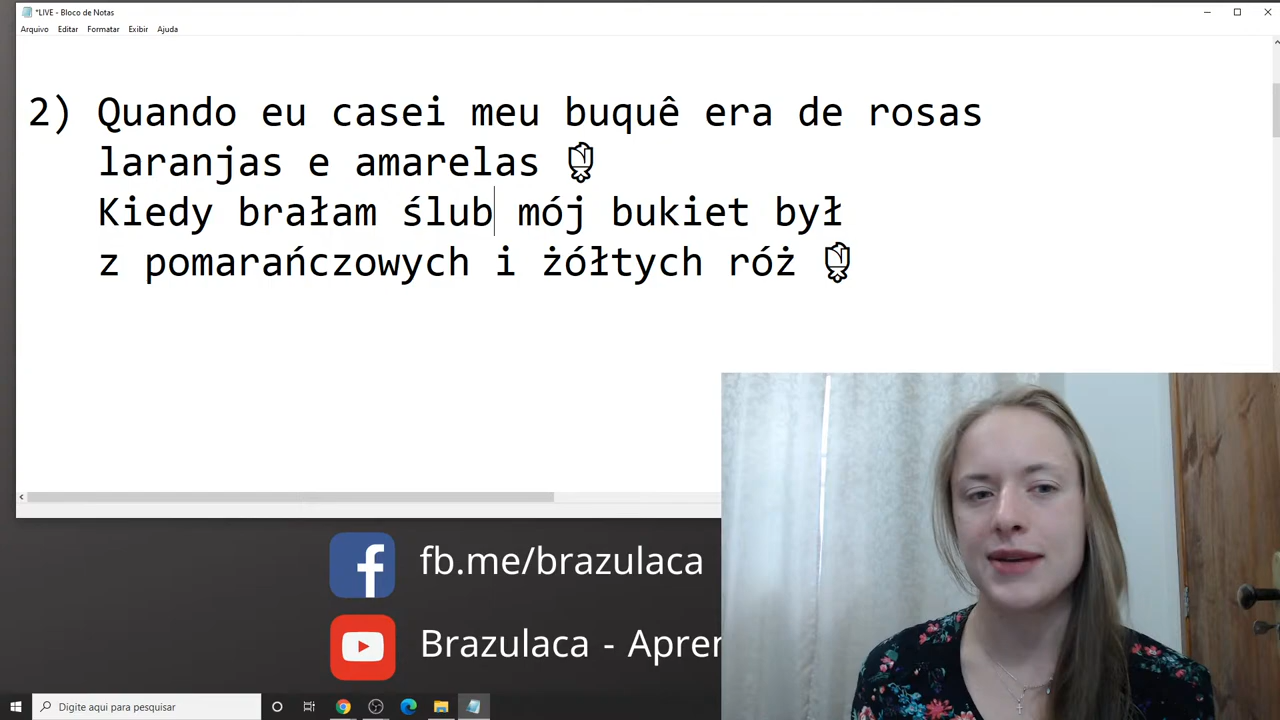 *LIVE - Bloco de Notas
Arquivo Editar Formatar Exibir Ajuda
2) Quando eu casei meu buquê era de rosas
laranjas e amarelas 🌹
Kiedy brałam ślub mój bukiet był
z pomarańczowych i żółtych róż 🌹
fb.me/brazulaca
Brazulaca - Apren
Digite aqui para pesquisar